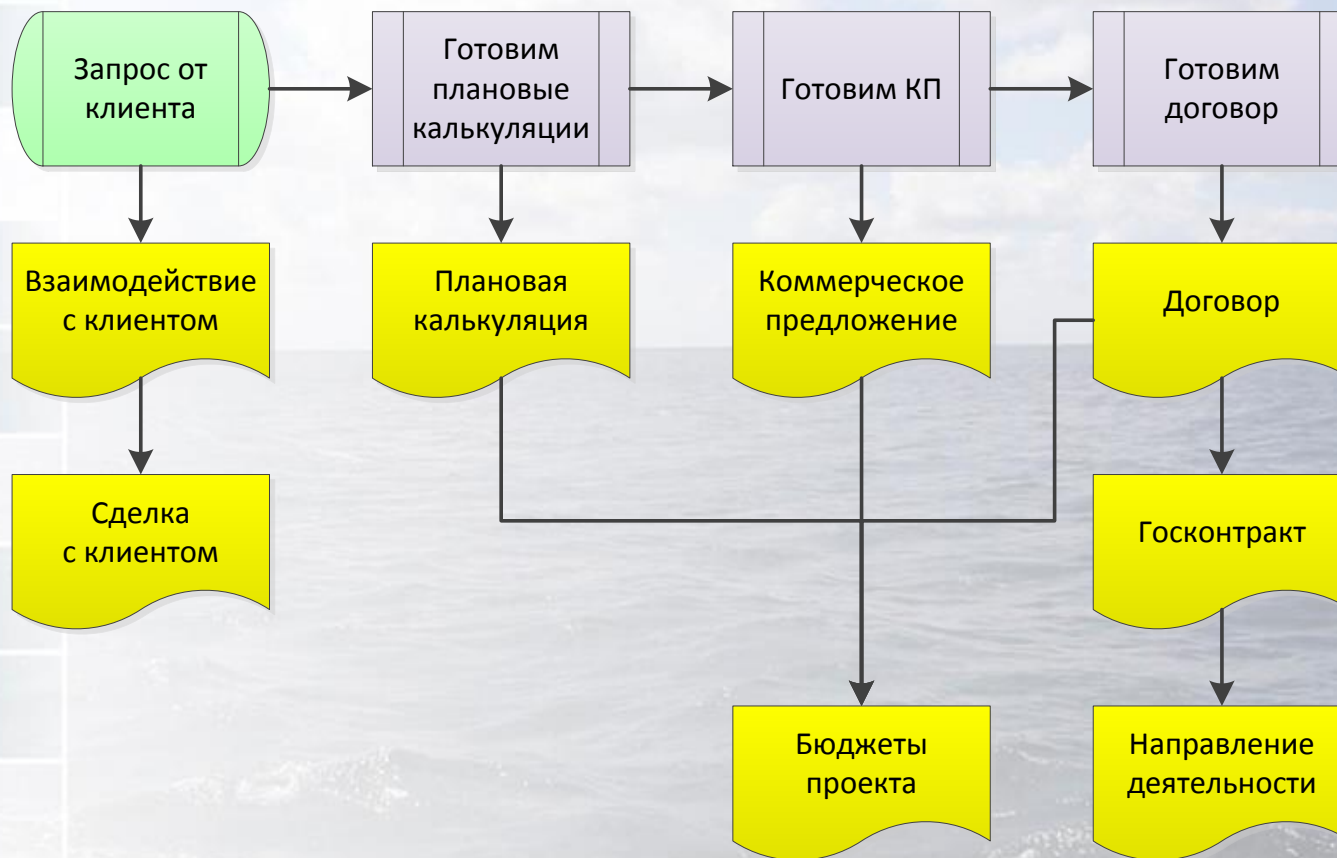 Запрос от
клиента
Готовим
плановые
калькуляции
Готовим КП
Готовим
договор
Взаимодействие
с клиентом
Плановая
калькуляция
Коммерческое
предложение
Договор
Сделка
с клиентом
Госконтракт
Бюджеты
проекта
Направление
деятельности